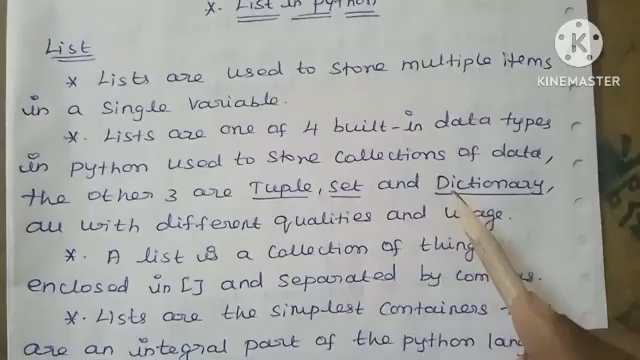 *. List in Python
List
* Lists are used to store multiple items
in a single variable.
*. Lists are one of 4 built-in data types
in python used to store collections of data,
the other 3 are Tuple, set and Dictionary,
all with different qualities and usage.
*. A list is a collection of thing
enclosed in [ ] and separated by
*. Lists are the simplest containers
are an integral part of the python
KINEMASTER